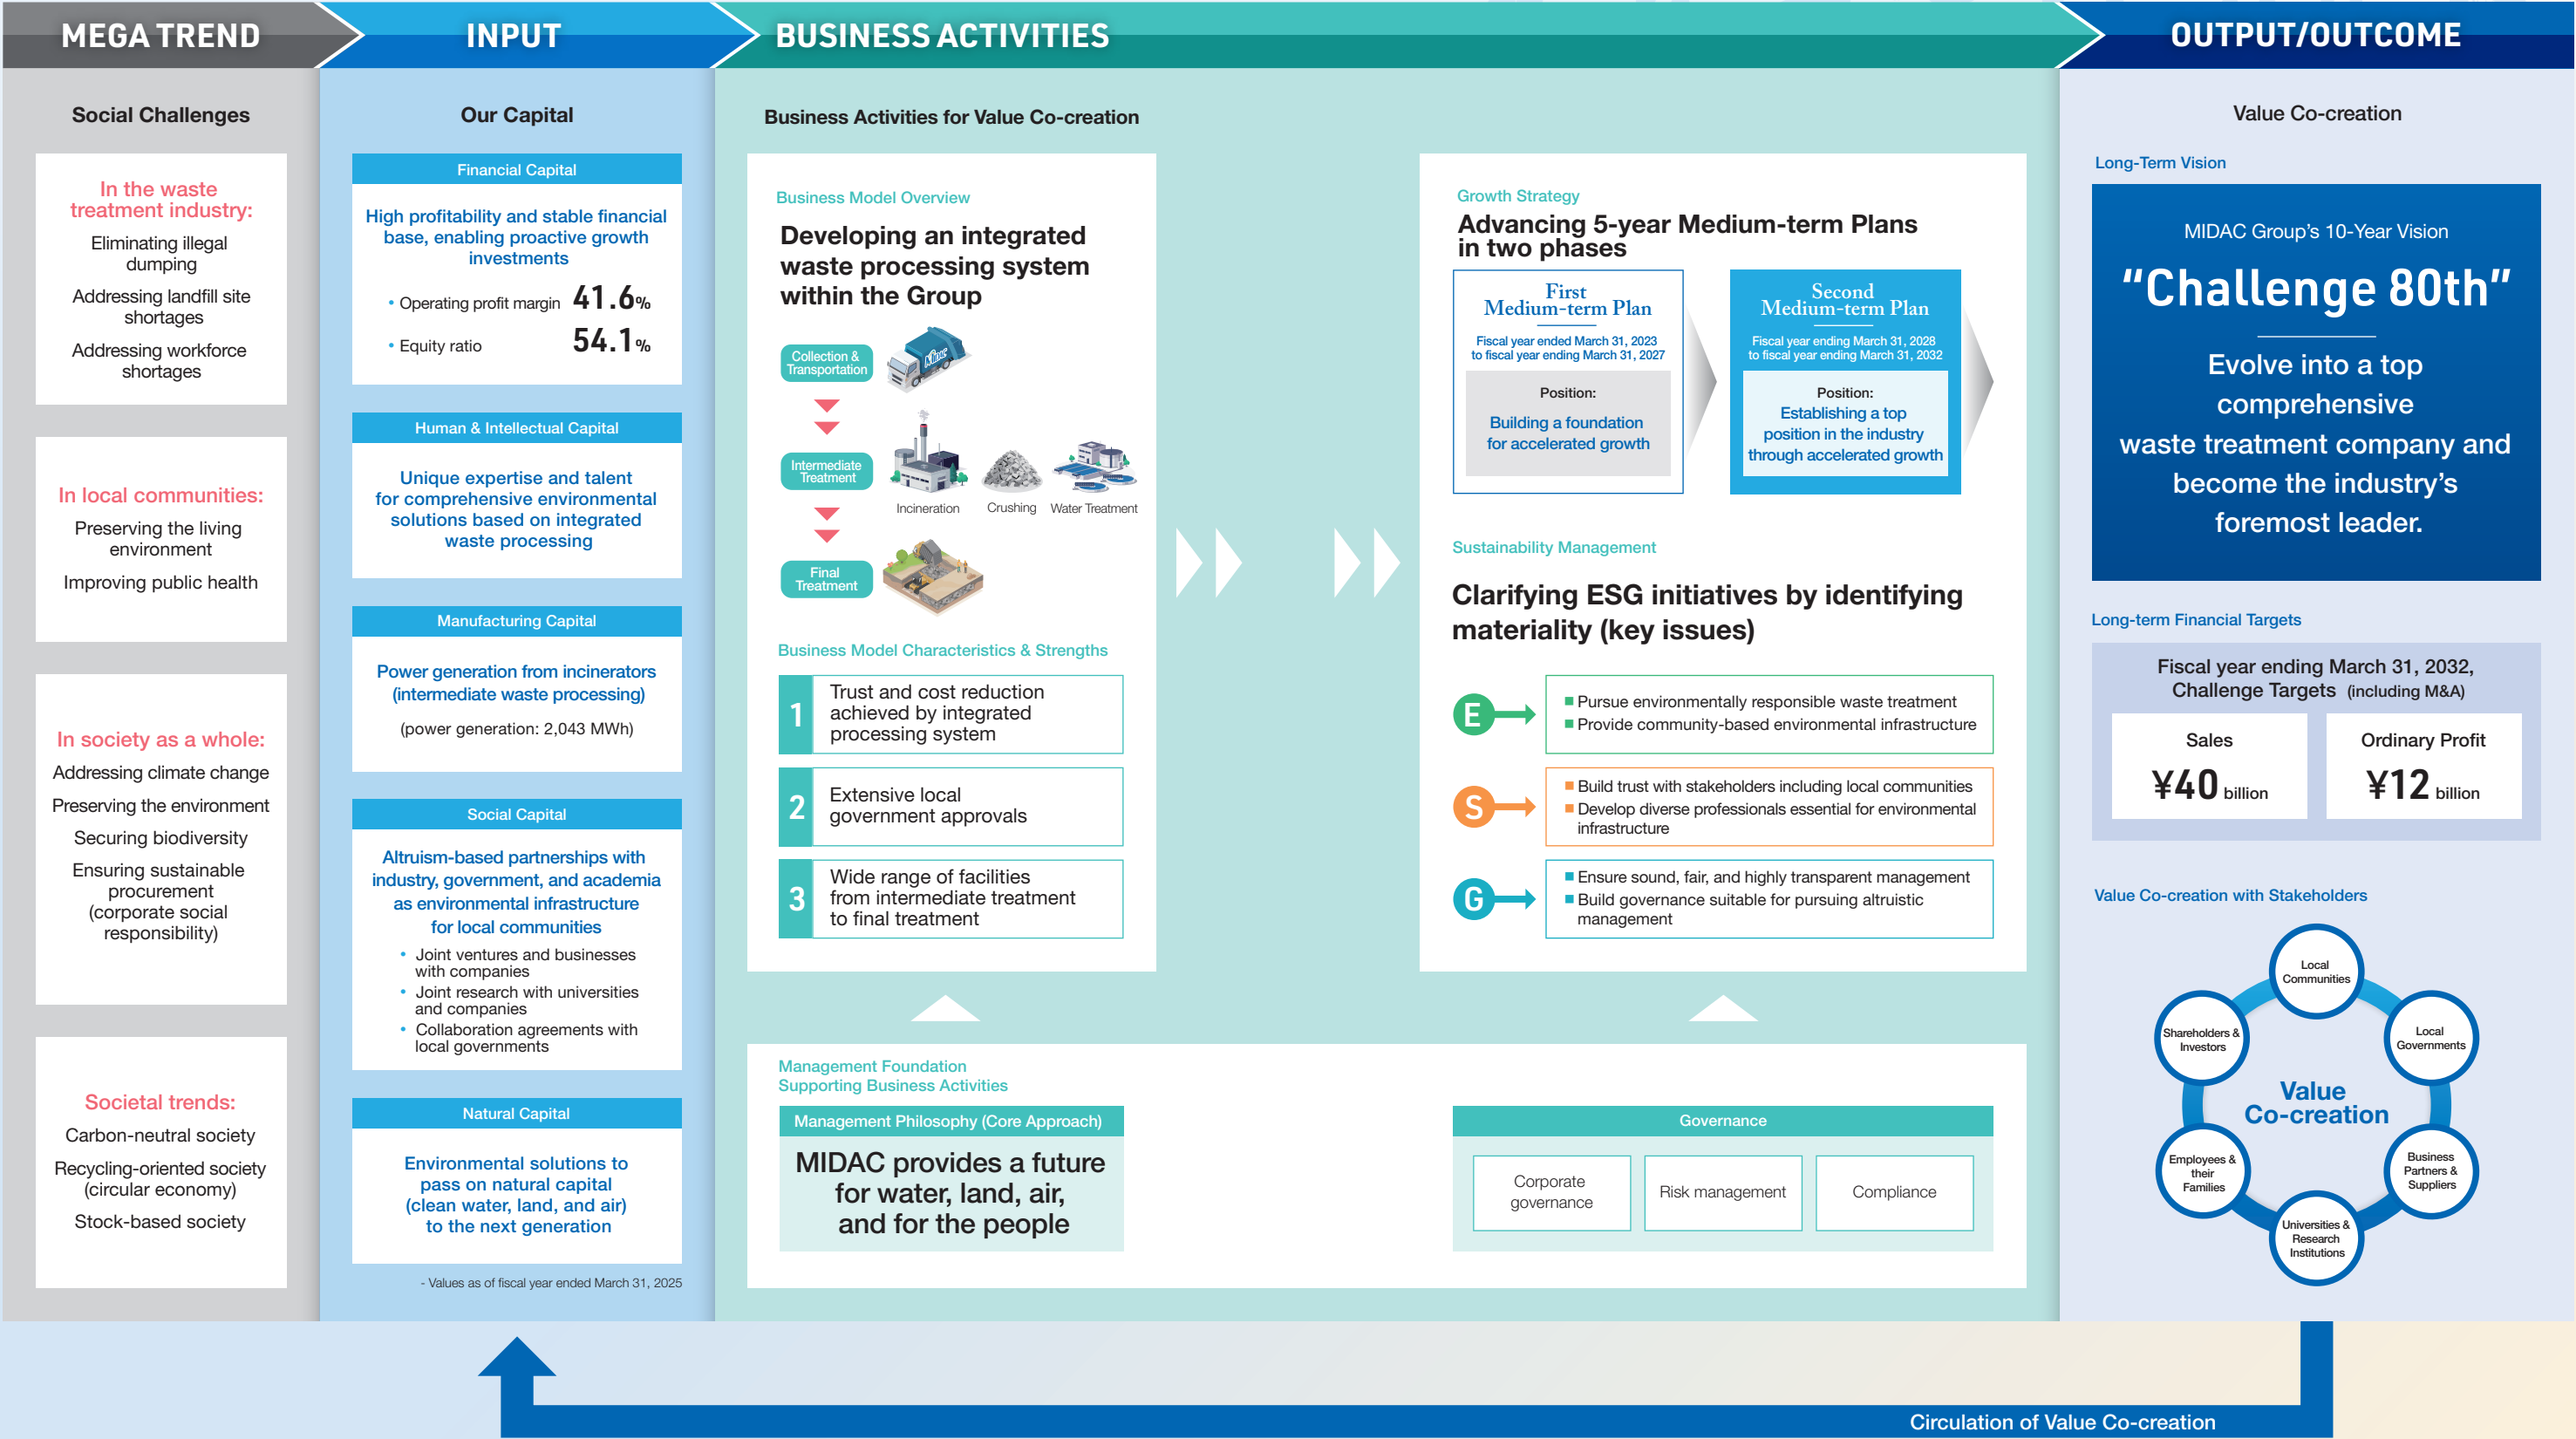 MEGA TREND
INPUT
BUSINESS ACTIVITIES
OUTPUT/OUTCOME
Social Challenges
In the waste
treatment industry:
Eliminating illegal
dumping
Addressing landfill site
shortages
Addressing workforce
shortages
In local communities:
Preserving the living
environment
Improving public health
In society as a whole:
Addressing climate change
Preserving the environment
Securing biodiversity
Ensuring sustainable
procurement
(corporate social
responsibility)
Societal trends:
Carbon-neutral society
Recycling-oriented society
(circular economy)
Stock-based society
Our Capital
Financial Capital
High profitability and stable financial
base, enabling proactive growth
investments
• Operating profit margin 41.6%
• Equity ratio 54.1%
Human & Intellectual Capital
Unique expertise and talent
for comprehensive environmental
solutions based on integrated
waste processing
Manufacturing Capital
Power generation from incinerators
(intermediate waste processing)
(power generation: 2,043 MWh)
Social Capital
Altruism-based partnerships with
industry, government, and academia
as environmental infrastructure
for local communities
• Joint ventures and businesses
with companies
• Joint research with universities
and companies
• Collaboration agreements with
local governments
Natural Capital
Environmental solutions to
pass on natural capital
(clean water, land, and air)
to the next generation
- Values as of fiscal year ended March 31, 2025
Business Activities for Value Co-creation
Business Model Overview
Developing an integrated
waste processing system
within the Group
Collection &
Transportation
MIDAC
Intermediate
Treatment
Incineration
Crushing
Water Treatment
Final
Treatment
Business Model Characteristics & Strengths
1
Trust and cost reduction
achieved by integrated
processing system
2
Extensive local
government approvals
3
Wide range of facilities
from intermediate treatment
to final treatment
Growth Strategy
Advancing 5-year Medium-term Plans
in two phases
First
Medium-term Plan
Fiscal year ended March 31, 2023
to fiscal year ending March 31, 2027
Position:
Building a foundation
for accelerated growth
Second
Medium-term Plan
Fiscal year ending March 31, 2028
to fiscal year ending March 31, 2032
Position:
Establishing a top
position in the industry
through accelerated growth
Sustainability Management
Clarifying ESG initiatives by identifying
materiality (key issues)
E
■ Pursue environmentally responsible waste treatment
■ Provide community-based environmental infrastructure
S
■ Build trust with stakeholders including local communities
■ Develop diverse professionals essential for environmental
infrastructure
G
■ Ensure sound, fair, and highly transparent management
■ Build governance suitable for pursuing altruistic
management
Management Foundation
Supporting Business Activities
Management Philosophy (Core Approach)
MIDAC provides a future
for water, land, air,
and for the people
Governance
Corporate
governance
Risk management
Compliance
Value Co-creation
Long-Term Vision
MIDAC Group’s 10-Year Vision
“Challenge 80th”
Evolve into a top
comprehensive
waste treatment company and
become the industry’s
foremost leader.
Long-term Financial Targets
Fiscal year ending March 31, 2032,
Challenge Targets (including M&A)
Sales
¥40 billion
Ordinary Profit
¥12 billion
Value Co-creation with Stakeholders
Local
Communities
Shareholders &
Investors
Local
Governments
Value
Co-creation
Employees &
their
Families
Business
Partners &
Suppliers
Universities &
Research
Institutions
Circulation of Value Co-creation